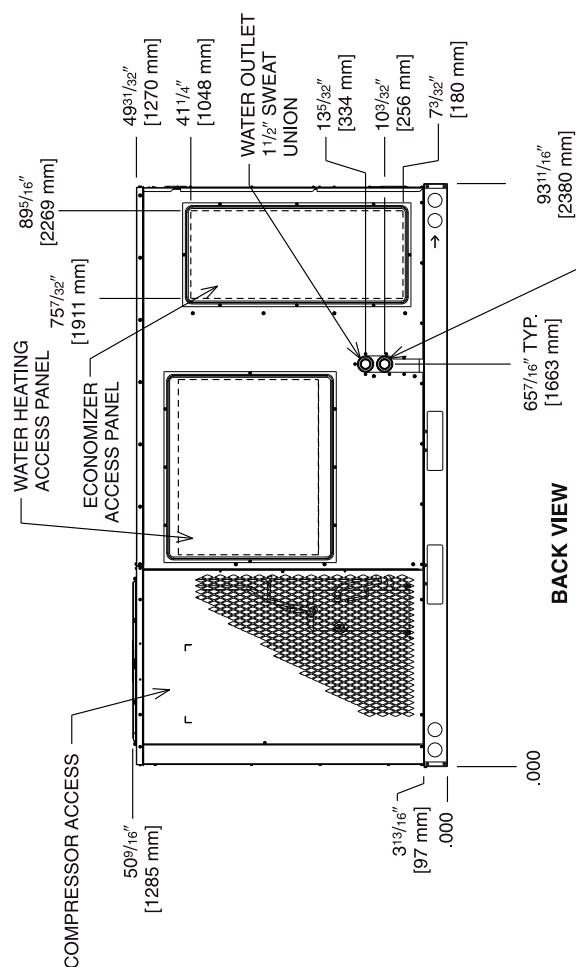 WATER HEATING
ACCESS PANEL
ECONOMIZER
ACCESS PANEL
COMPRESSOR ACCESS
50 9/16"
[1285 mm]
75 7/32"
[1911 mm]
89 5/16"
[2269 mm]
49 31/32"
[1270 mm]
41 1/4"
[1048 mm]
WATER OUTLET
1 1/2" SWEAT
UNION
13 5/32"
[334 mm]
10 3/32"
[256 mm]
7 3/32"
[180 mm]
3 13/16"
[97 mm]
.000
.000
65 7/16" TYP.
[1663 mm]
93 11/16"
[2380 mm]
BACK VIEW